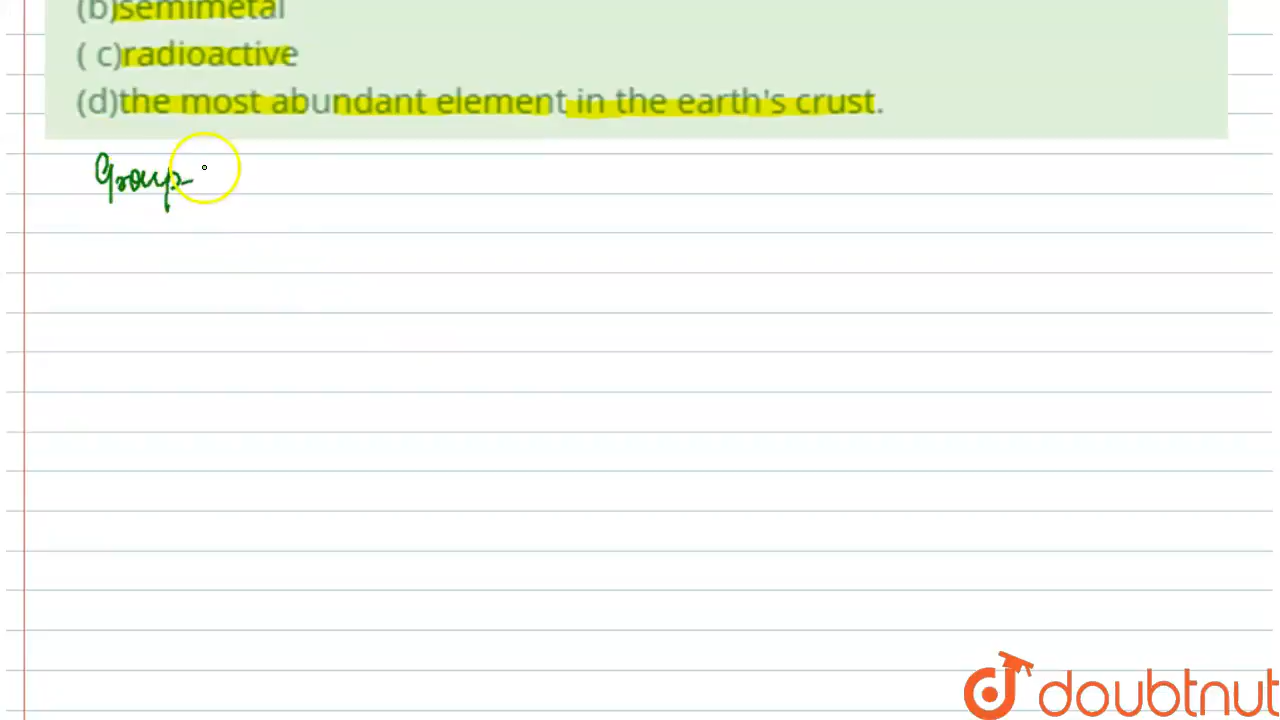 (b)semimetal
( c)radioactive
(d)the most abundant element in the earth's crust.
Group
doubtnut